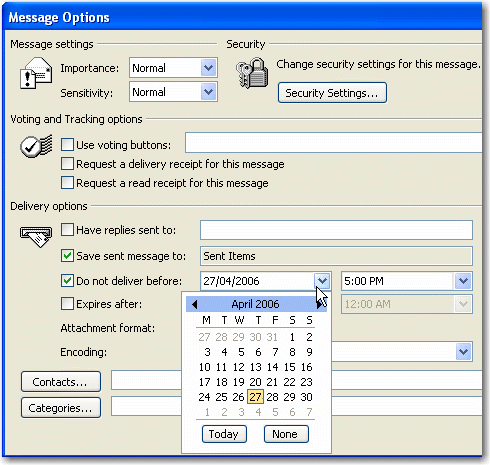 Message Options
Message settings
Security
Importance: Normal
Change security settings for this message.
Sensitivity: Normal
Security Settings...
Voting and Tracking options
Use voting buttons:
Request a delivery receipt for this message
Request a read receipt for this message
Delivery options
Have replies sent to:
Save sent message to: Sent Items
Do not deliver before: 27/04/2006 5:00 PM
Expires after: 12:00 AM
Attachment format:
Encoding:
Contacts...
Categories...
April 2006
M T W T F S S
27 28 29 30 31 1 2
3 4 5 6 7 8 9
10 11 12 13 14 15 16
17 18 19 20 21 22 23
24 25 26 27 28 29 30
1 2 3 4 5 6 7
Today None